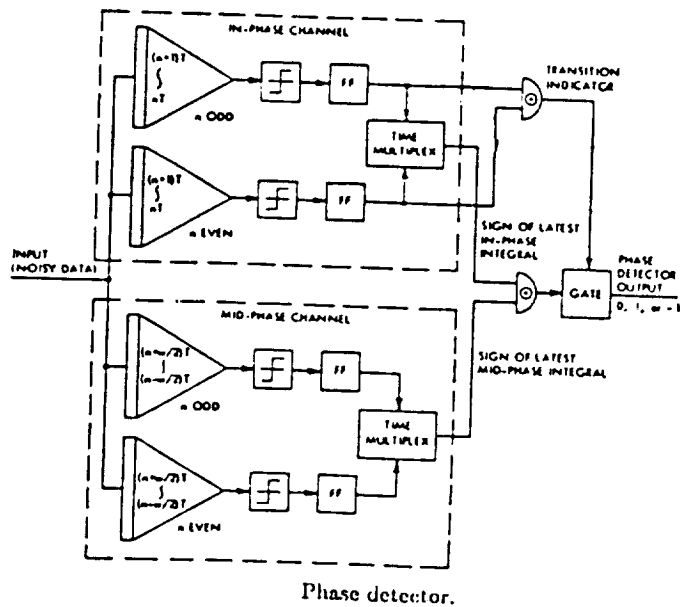 IN-PHASE CHANNEL
(n+1)T
∫
nT
n ODD
FF
TIME
MULTIPLEX
(n+1)T
∫
nT
n EVEN
FF
TRANSITION
INDICATOR
INPUT
(NOISY DATA)
SIGN OF LATEST
IN-PHASE
INTEGRAL
GATE
PHASE
DETECTOR
OUTPUT
0, 1, or -1
MID-PHASE CHANNEL
∫
n ODD
FF
TIME
MULTIPLEX
SIGN OF LATEST
MID-PHASE INTEGRAL
∫
n EVEN
FF
Phase detector.